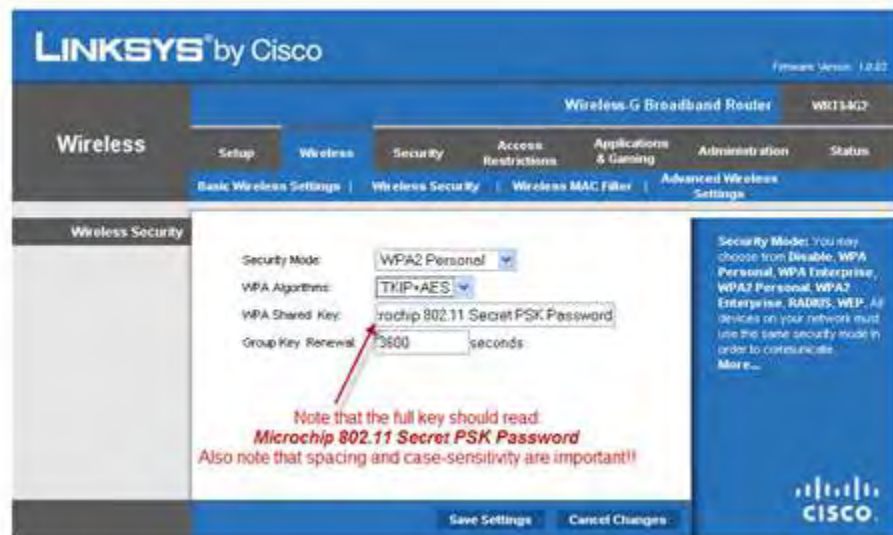 LINKSYS® by Cisco
Firmware Version: 1.0.02
Wireless-G Broadband Router WRT54G2
Wireless
Setup Wireless Security Access Restrictions Applications & Gaming Administration Status
Basic Wireless Settings | Wireless Security | Wireless MAC Filter | Advanced Wireless Settings
Wireless Security
Security Mode: WPA2 Personal
WPA Algorithms: TKIP+AES
WPA Shared Key: rochip 802.11 Secret PSK Password
Group Key Renewal: 3600 seconds
Note that the full key should read:
Microchip 802.11 Secret PSK Password
Also note that spacing and case-sensitivity are important!!
Security Mode: You may
choose from Disable, WPA
Personal, WPA Enterprise,
WPA2 Personal, WPA2
Enterprise, RADIUS, WEP. All
devices on your network must
use the same security mode in
order to communicate.
More...
Save Settings Cancel Changes
CISCO